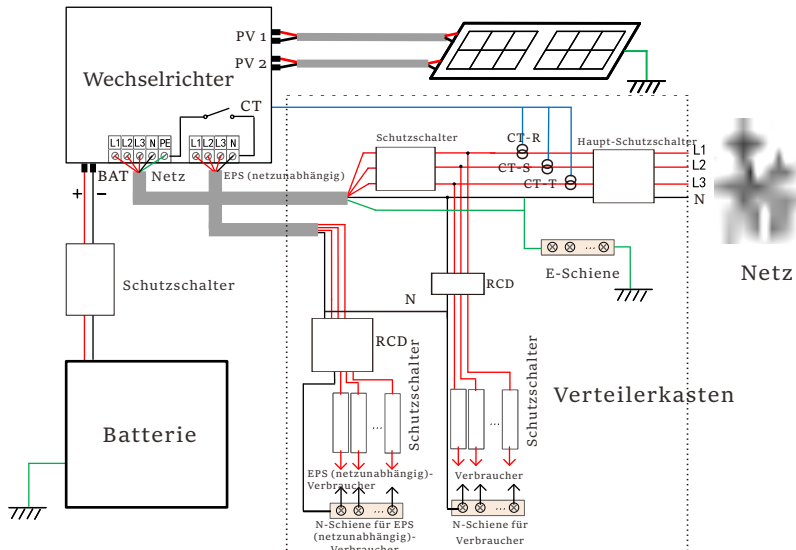 PV 1
PV 2
Wechselrichter
CT
L1 L2 L3 N PE
L1 L2 L3 N
BAT
Netz
EPS (netzunabhängig)
+
−
Schutzschalter
CT-R
CT-S
CT-T
Haupt-Schutzschalter
L1
L2
L3
N
Netz
...
E-Schiene
Schutzschalter
RCD
N
RCD
Schutzschalter
Schutzschalter
Verteilerkasten
...
...
Batterie
EPS (netzunabhängig)-
Verbraucher
Verbraucher
...
...
N-Schiene für EPS
(netzunabhängig)-
Verbraucher
N-Schiene für
Verbraucher